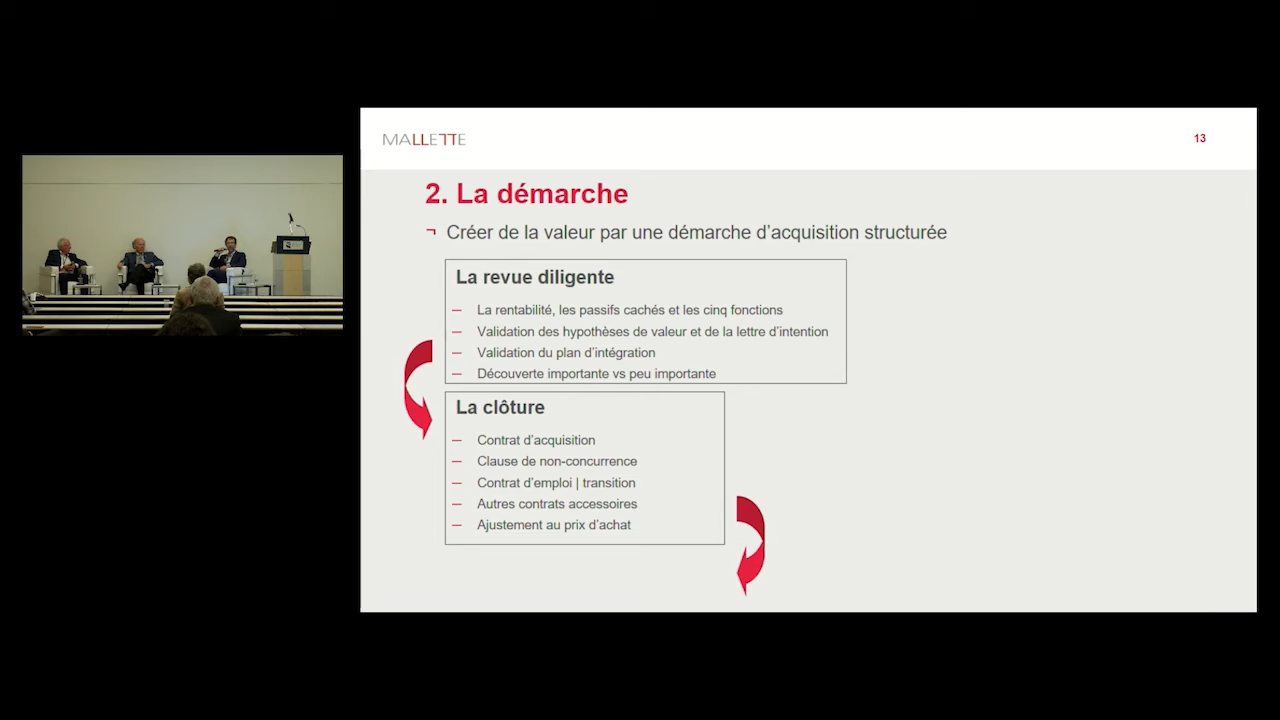 MALLETTE
13
2. La démarche
¬ Créer de la valeur par une démarche d'acquisition structurée
La revue diligente
– La rentabilité, les passifs cachés et les cinq fonctions
– Validation des hypothèses de valeur et de la lettre d'intention
– Validation du plan d'intégration
– Découverte importante vs peu importante
La clôture
– Contrat d'acquisition
– Clause de non-concurrence
– Contrat d'emploi | transition
– Autres contrats accessoires
– Ajustement au prix d'achat